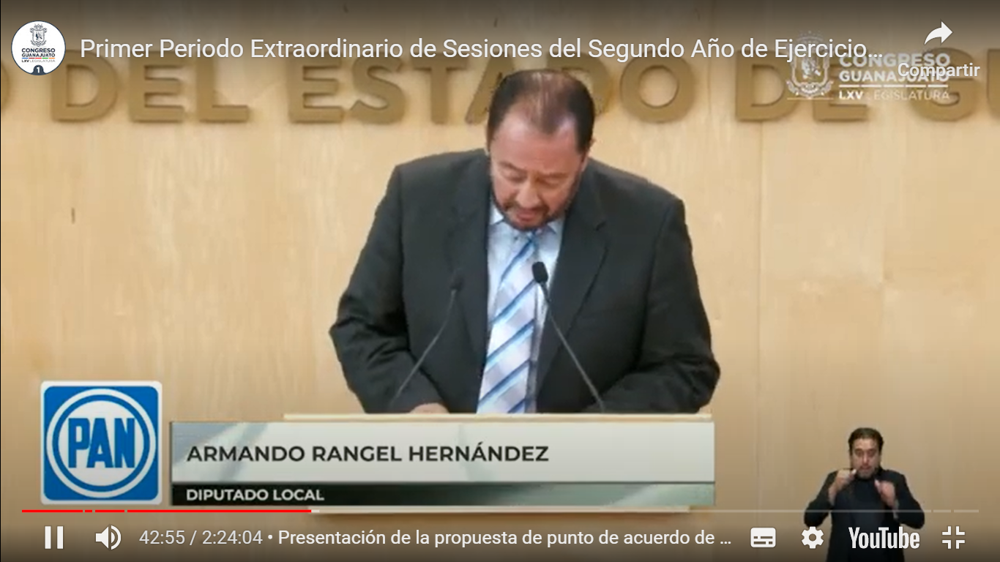 CONGRESO
GUANAJUATO
LXV LEGISLATURA
1
Primer Periodo Extraordinario de Sesiones del Segundo Año de Ejercicio...
Compartir
CONGRESO
GUANAJUATO
LXV LEGISLATURA
O DEL ESTADO DE GU
PAN
ARMANDO RANGEL HERNÁNDEZ
DIPUTADO LOCAL
42:55 / 2:24:04 • Presentación de la propuesta de punto de acuerdo de ...
YouTube